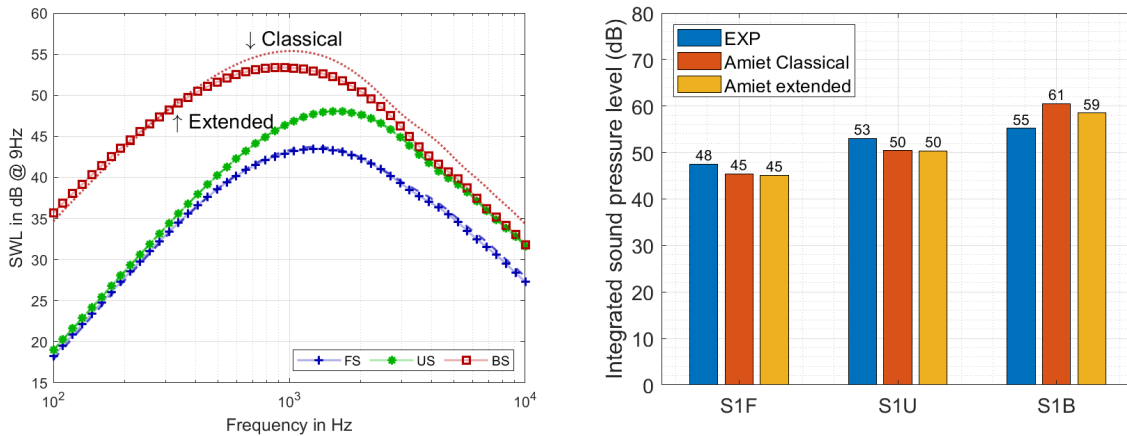 60
55
50
45
40
35
30
25
20
15
SWL in dB @ 9Hz
↓ Classical
↑ Extended
FS
US
BS
10²
10³
10⁴
Frequency in Hz
80
70
60
50
40
30
20
10
0
Integrated sound pressure level (dB)
EXP
Amiet Classical
Amiet extended
48
45
45
53
50
50
55
61
59
S1F
S1U
S1B